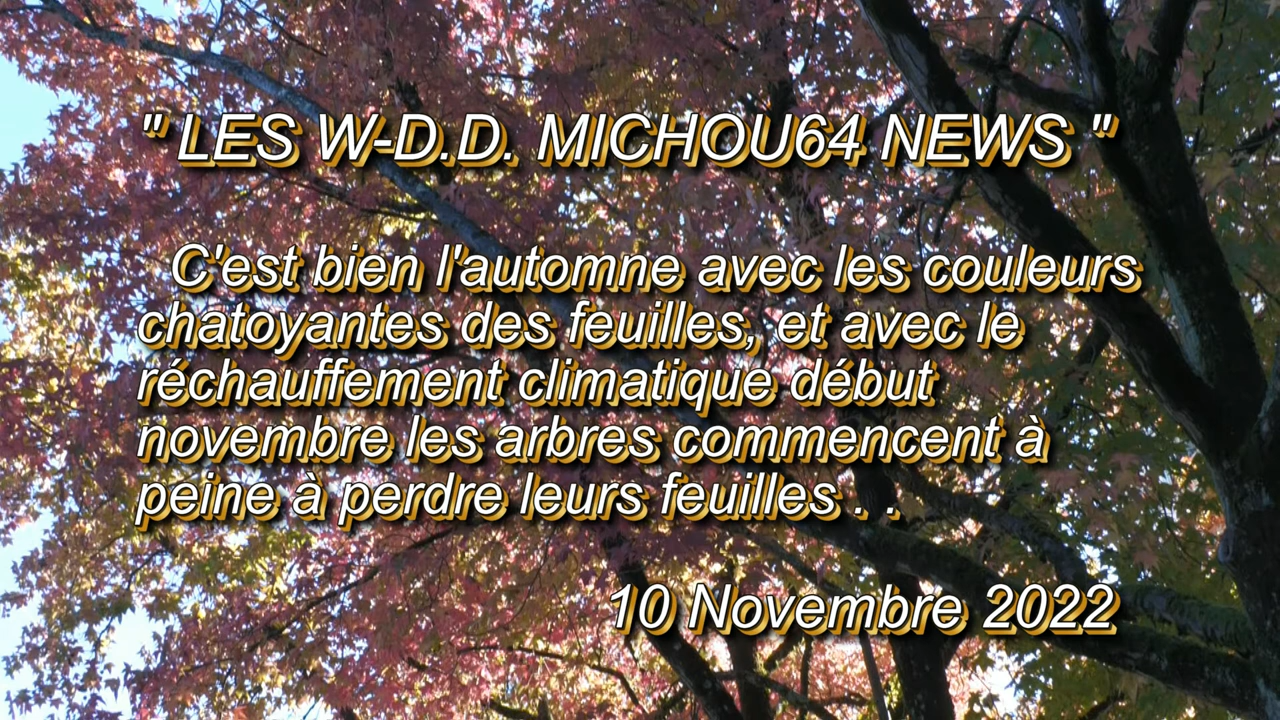 " LES W-D.D. MICHOU64 NEWS "
C'est bien l'automne avec les couleurs
chatoyantes des feuilles, et avec le
réchauffement climatique début
novembre les arbres commencent à
peine à perdre leurs feuilles . .
10 Novembre 2022